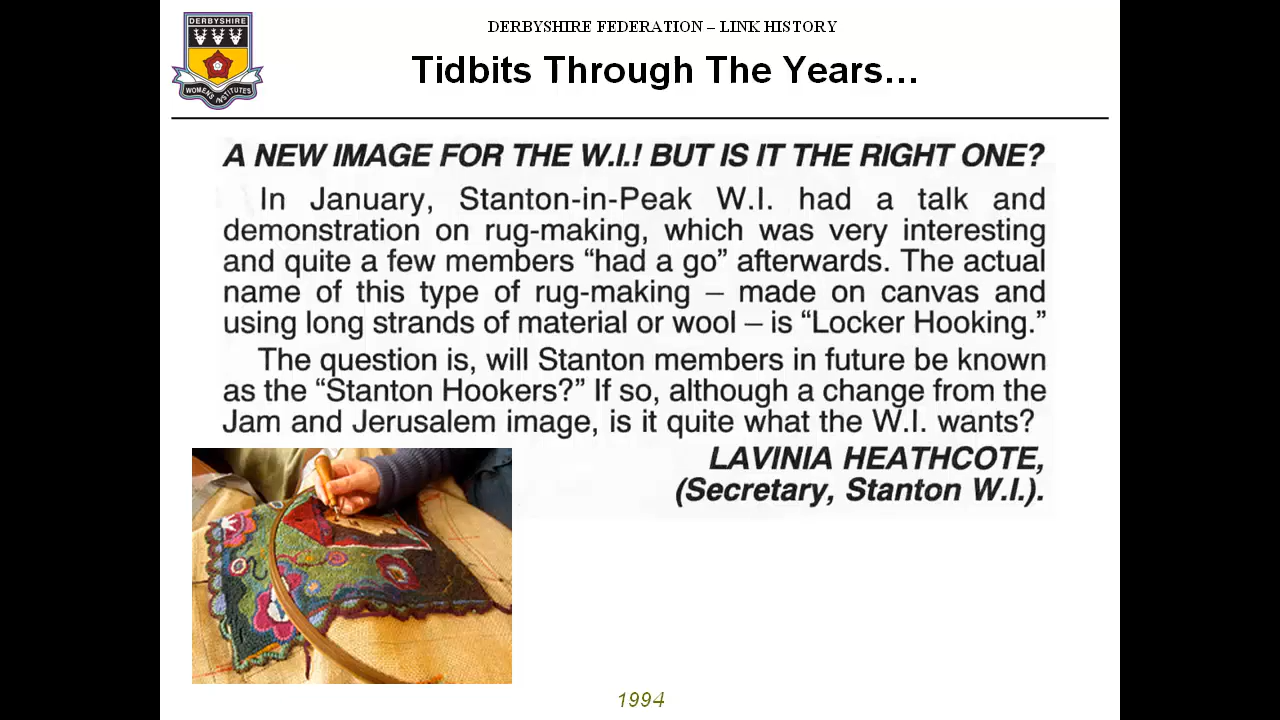 DERBYSHIRE
WOMENS INSTITUTES
DERBYSHIRE FEDERATION – LINK HISTORY
Tidbits Through The Years…
A NEW IMAGE FOR THE W.I.! BUT IS IT THE RIGHT ONE?
In January, Stanton-in-Peak W.I. had a talk and
demonstration on rug-making, which was very interesting
and quite a few members “had a go” afterwards. The actual
name of this type of rug-making – made on canvas and
using long strands of material or wool – is “Locker Hooking.”
The question is, will Stanton members in future be known
as the “Stanton Hookers?” If so, although a change from the
Jam and Jerusalem image, is it quite what the W.I. wants?
LAVINIA HEATHCOTE,
(Secretary, Stanton W.I.).
1994